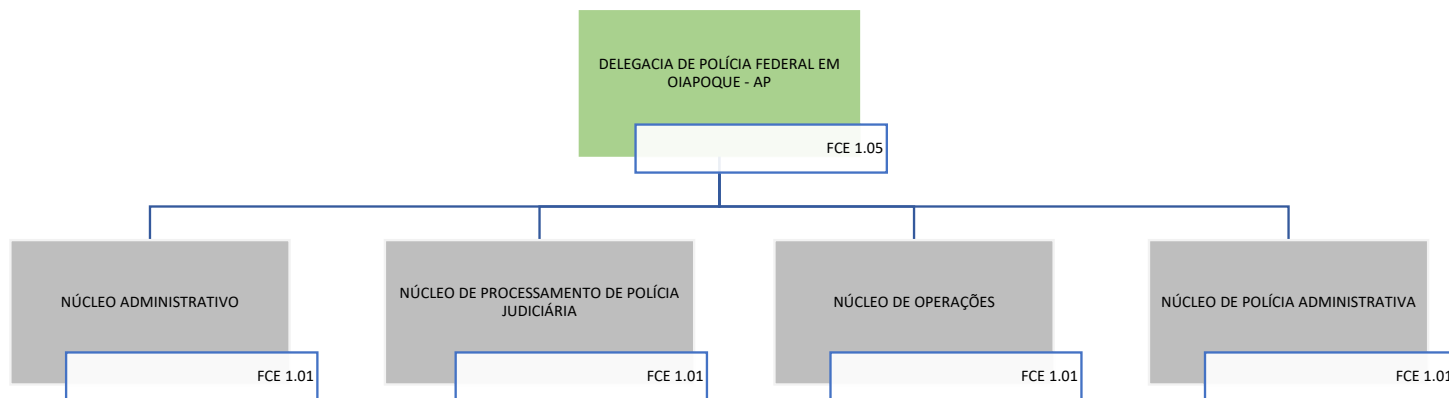 DELEGACIA DE POLÍCIA FEDERAL EM
OIAPOQUE - AP
FCE 1.05
NÚCLEO ADMINISTRATIVO
FCE 1.01
NÚCLEO DE PROCESSAMENTO DE POLÍCIA
JUDICIÁRIA
FCE 1.01
NÚCLEO DE OPERAÇÕES
FCE 1.01
NÚCLEO DE POLÍCIA ADMINISTRATIVA
FCE 1.01